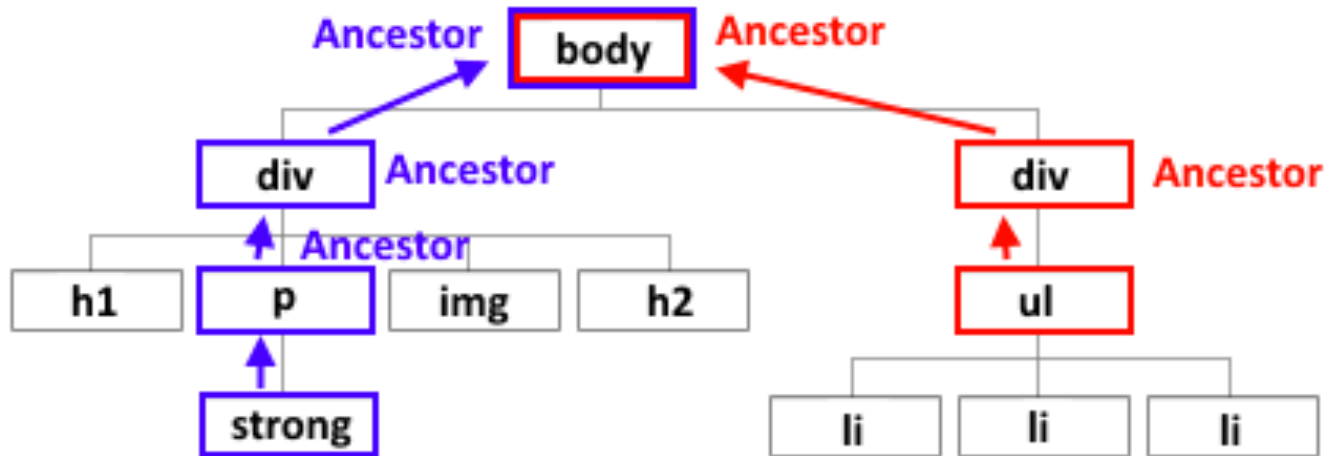 Ancestor body Ancestor
div Ancestor div Ancestor
Ancestor
h1 p img h2 ul
strong li li li